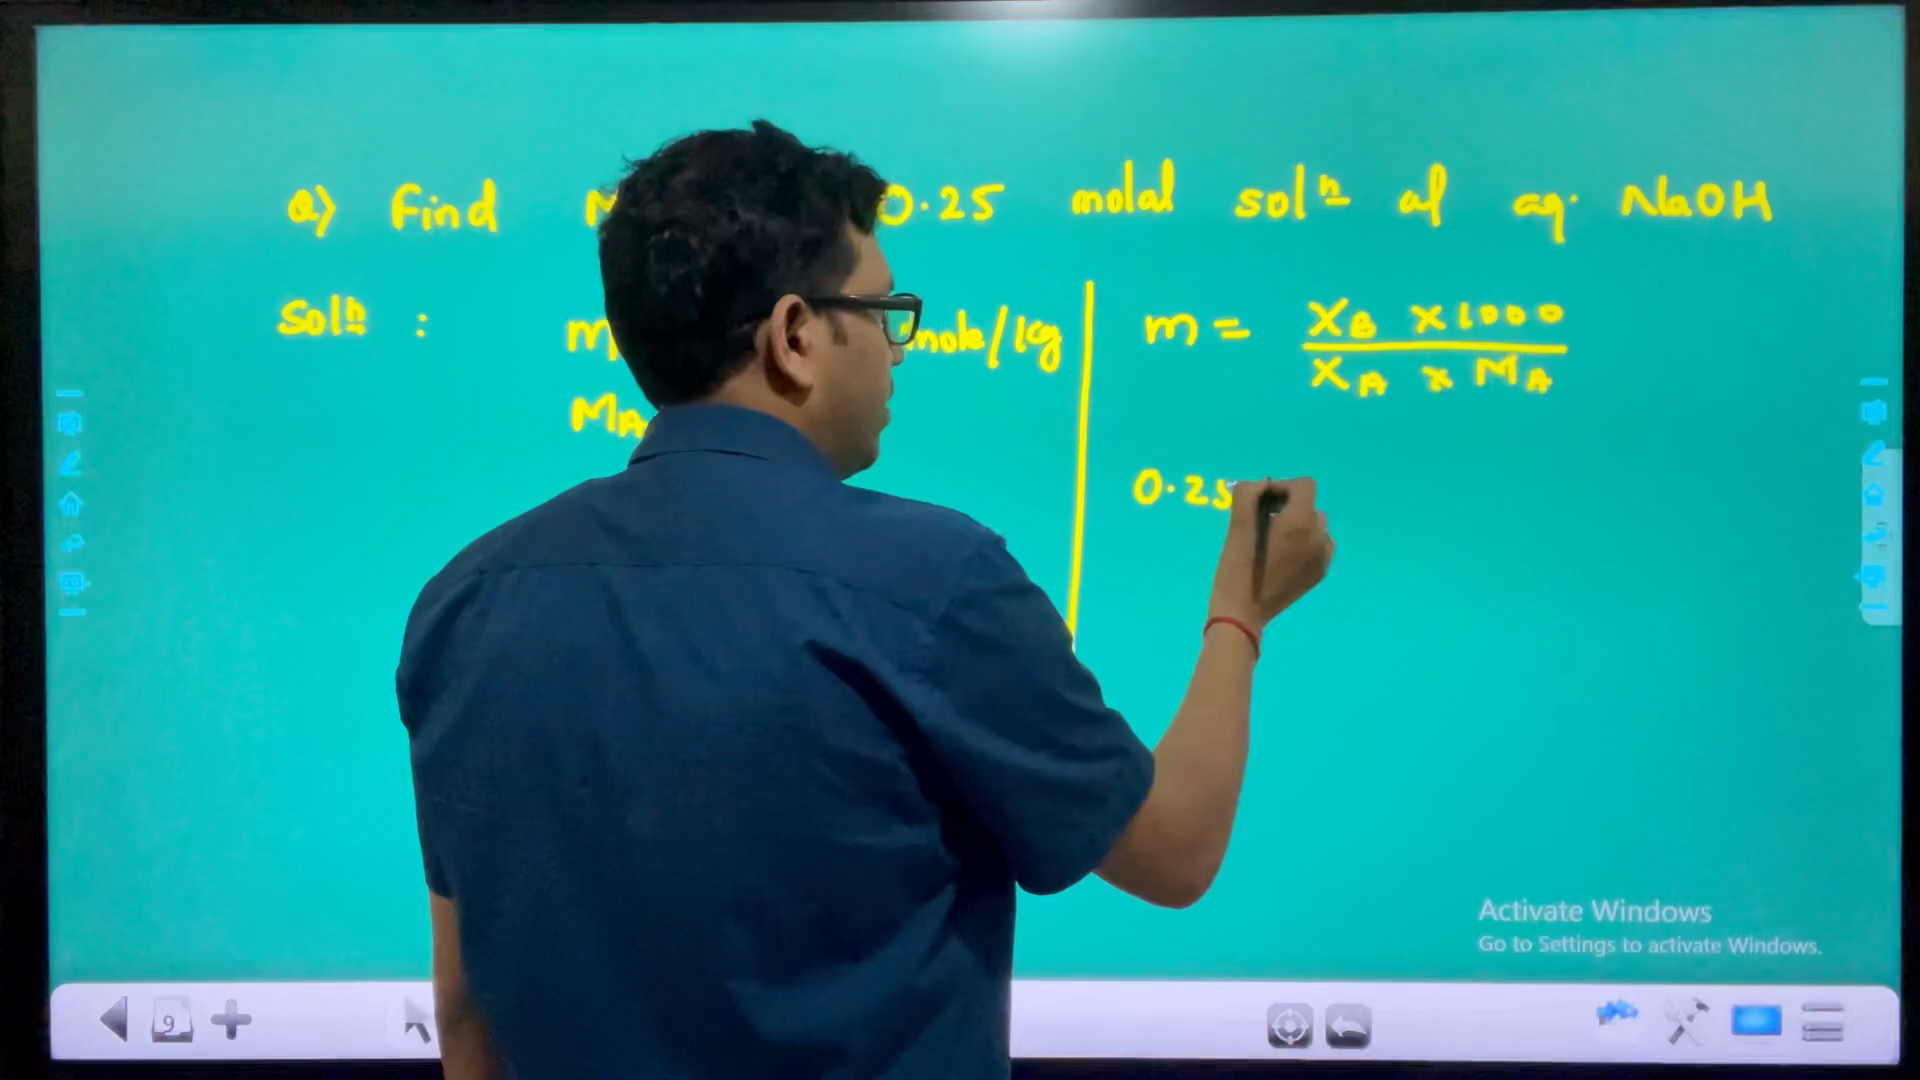 Q) Find 0.25 molal solⁿ of aq. NaOH
Solⁿ :
mole/kg
M_A
m = X_B × 1000 / X_A × M_A
0.25
Activate Windows
Go to Settings to activate Windows.
9